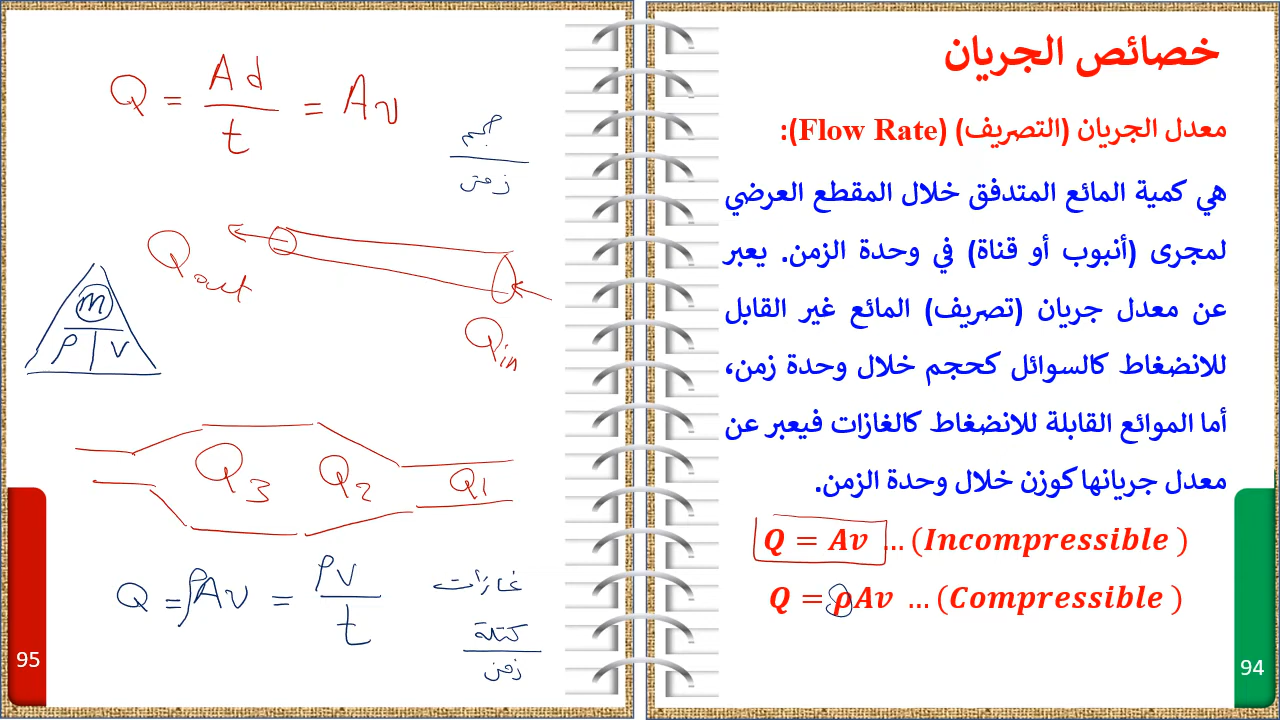 خصائص الجريان
معدل الجريان (التصريف) (Flow Rate):
هي كمية المائع المتدفق خلال المقطع العرضي
لمجرى (أنبوب أو قناة) في وحدة الزمن. يعبر
عن معدل جريان (تصريف) المائع غير القابل
للانضغاط كالسوائل كحجم خلال وحدة زمن،
أما الموائع القابلة للانضغاط كالغازات فيعبر عن
معدل جريانها كوزن خلال وحدة الزمن.
Q = Av ... (Incompressible )
Q = ρAv ... (Compressible )
94
Q = Ad / t = Av
حجم
زمن
Q out
Q in
m
ρ V
Q3 Q2 Q1
Q = ρAv = ρV / t
غازات
كتلة
زمن
95